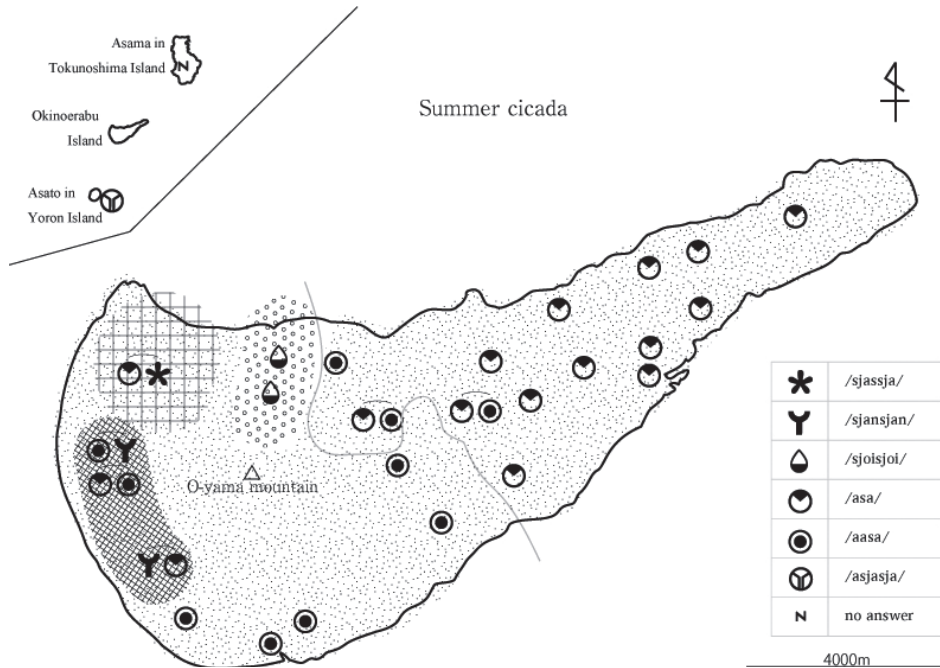 Asama in
Tokunoshima Island
N
Okinoerabu
Island
Asato in
Yoron Island
Summer cicada
O-yama mountain
/sjassja/
/sjansjan/
/sjoisjoi/
/asa/
/aasa/
/asjasja/
N no answer
4000m